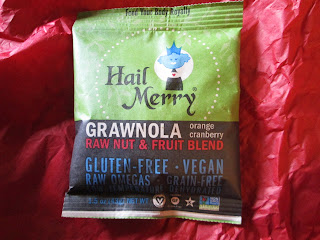 Feed Your Body Royally
Hail
Merry®
GRAWNOLA orange
cranberry
RAW NUT & FRUIT BLEND
GLUTEN-FREE · VEGAN
RAW OMEGAS · GRAIN-FREE
DEHYDRATED